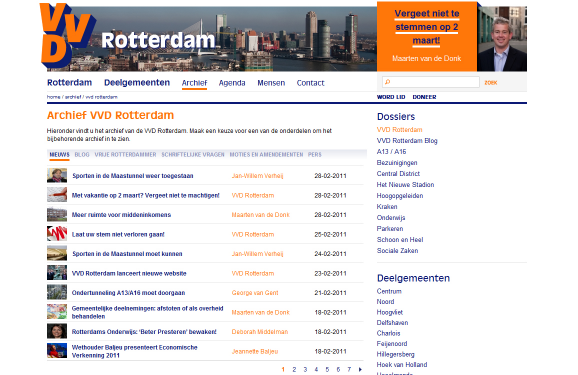 VVD
Rotterdam
Vergeet niet te
stemmen op 2
maart!
Maarten van de Donk
Rotterdam Deelgemeenten Archief Agenda Mensen Contact
ZOEK
home / archief / vvd rotterdam
WORD LID DONEER
Archief VVD Rotterdam
Hieronder vindt u het archief van de VVD Rotterdam. Maak een keuze voor een van de onderdelen om het
bijbehorende archief in te zien.
NIEUWS BLOG VRIJE ROTTERDAMMER SCHRIFTELIJKE VRAGEN MOTIES EN AMENDEMENTEN PERS
Sporten in de Maastunnel weer toegestaan Jan-Willem Verheij 28-02-2011
Met vakantie op 2 maart? Vergeet niet te machtigen! VVD Rotterdam 28-02-2011
Meer ruimte voor middeninkomens Maarten van de Donk 28-02-2011
Laat uw stem niet verloren gaan! VVD Rotterdam 25-02-2011
Sporten in de Maastunnel moet kunnen Jan-Willem Verheij 24-02-2011
VVD Rotterdam lanceert nieuwe website VVD Rotterdam 23-02-2011
Ondertunneling A13/A16 moet doorgaan George van Gent 21-02-2011
Gemeentelijke deelnemingen: afstoten of als overheid
behandelen Maarten van de Donk 18-02-2011
Rotterdams Onderwijs: 'Beter Presteren' bewaken! Deborah Middelman 18-02-2011
Wethouder Baljeu presenteert Economische
Verkenning 2011 Jeannette Baljeu 18-02-2011
1 2 3 4 5 6 7
Dossiers
VVD Rotterdam
VVD Rotterdam Blog
A13 / A16
Bezuinigingen
Central District
Het Nieuwe Stadion
Hoogopgeleiden
Kraken
Onderwijs
Parkeren
Schoon en Heel
Sociale Zaken
Deelgemeenten
Centrum
Noord
Hoogvliet
Delfshaven
Charlois
Feijenoord
Hillegersberg
Hoek van Holland